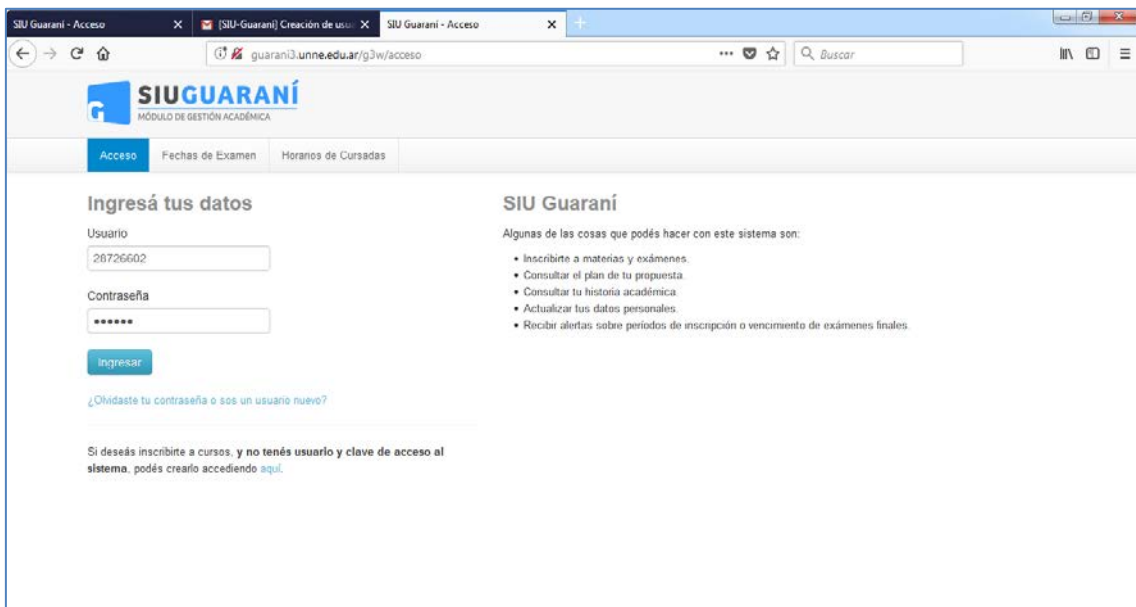 SIU Guaraní - Acceso
[SIU-Guaraní] Creación de usu
SIU Guaraní - Acceso
guarani3.unne.edu.ar/g3w/acceso
Buscar
G
SIUGUARANÍ
MÓDULO DE GESTIÓN ACADÉMICA
Acceso
Fechas de Examen
Horarios de Cursadas
Ingresá tus datos
Usuario
28726602
Contraseña
••••••
Ingresar
¿Olvidaste tu contraseña o sos un usuario nuevo?
Si deseás inscribirte a cursos, y no tenés usuario y clave de acceso al
sistema, podés crearlo accediendo aquí.
SIU Guaraní
Algunas de las cosas que podés hacer con este sistema son:
• Inscribirte a materias y exámenes.
• Consultar el plan de tu propuesta.
• Consultar tu historia académica.
• Actualizar tus datos personales.
• Recibir alertas sobre períodos de inscripción o vencimiento de exámenes finales.